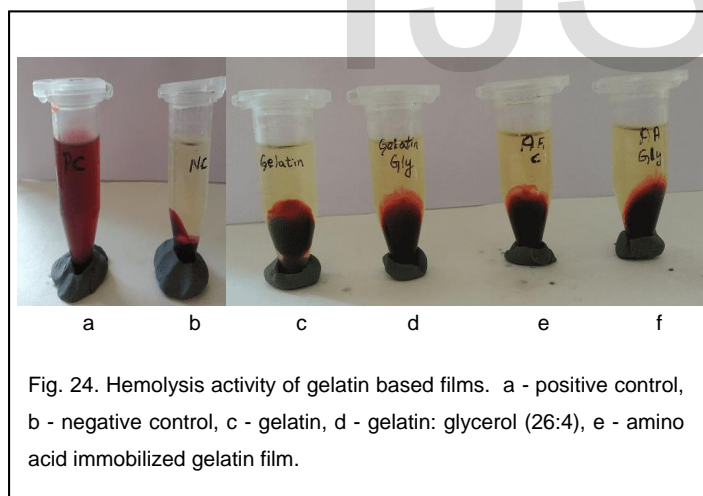 PC
NC
Gelatin
Gelatin
Gly
C
Gly
a b c d e f
Fig. 24. Hemolysis activity of gelatin based films. a - positive control,
b - negative control, c - gelatin, d - gelatin: glycerol (26:4), e - amino
acid immobilized gelatin film.